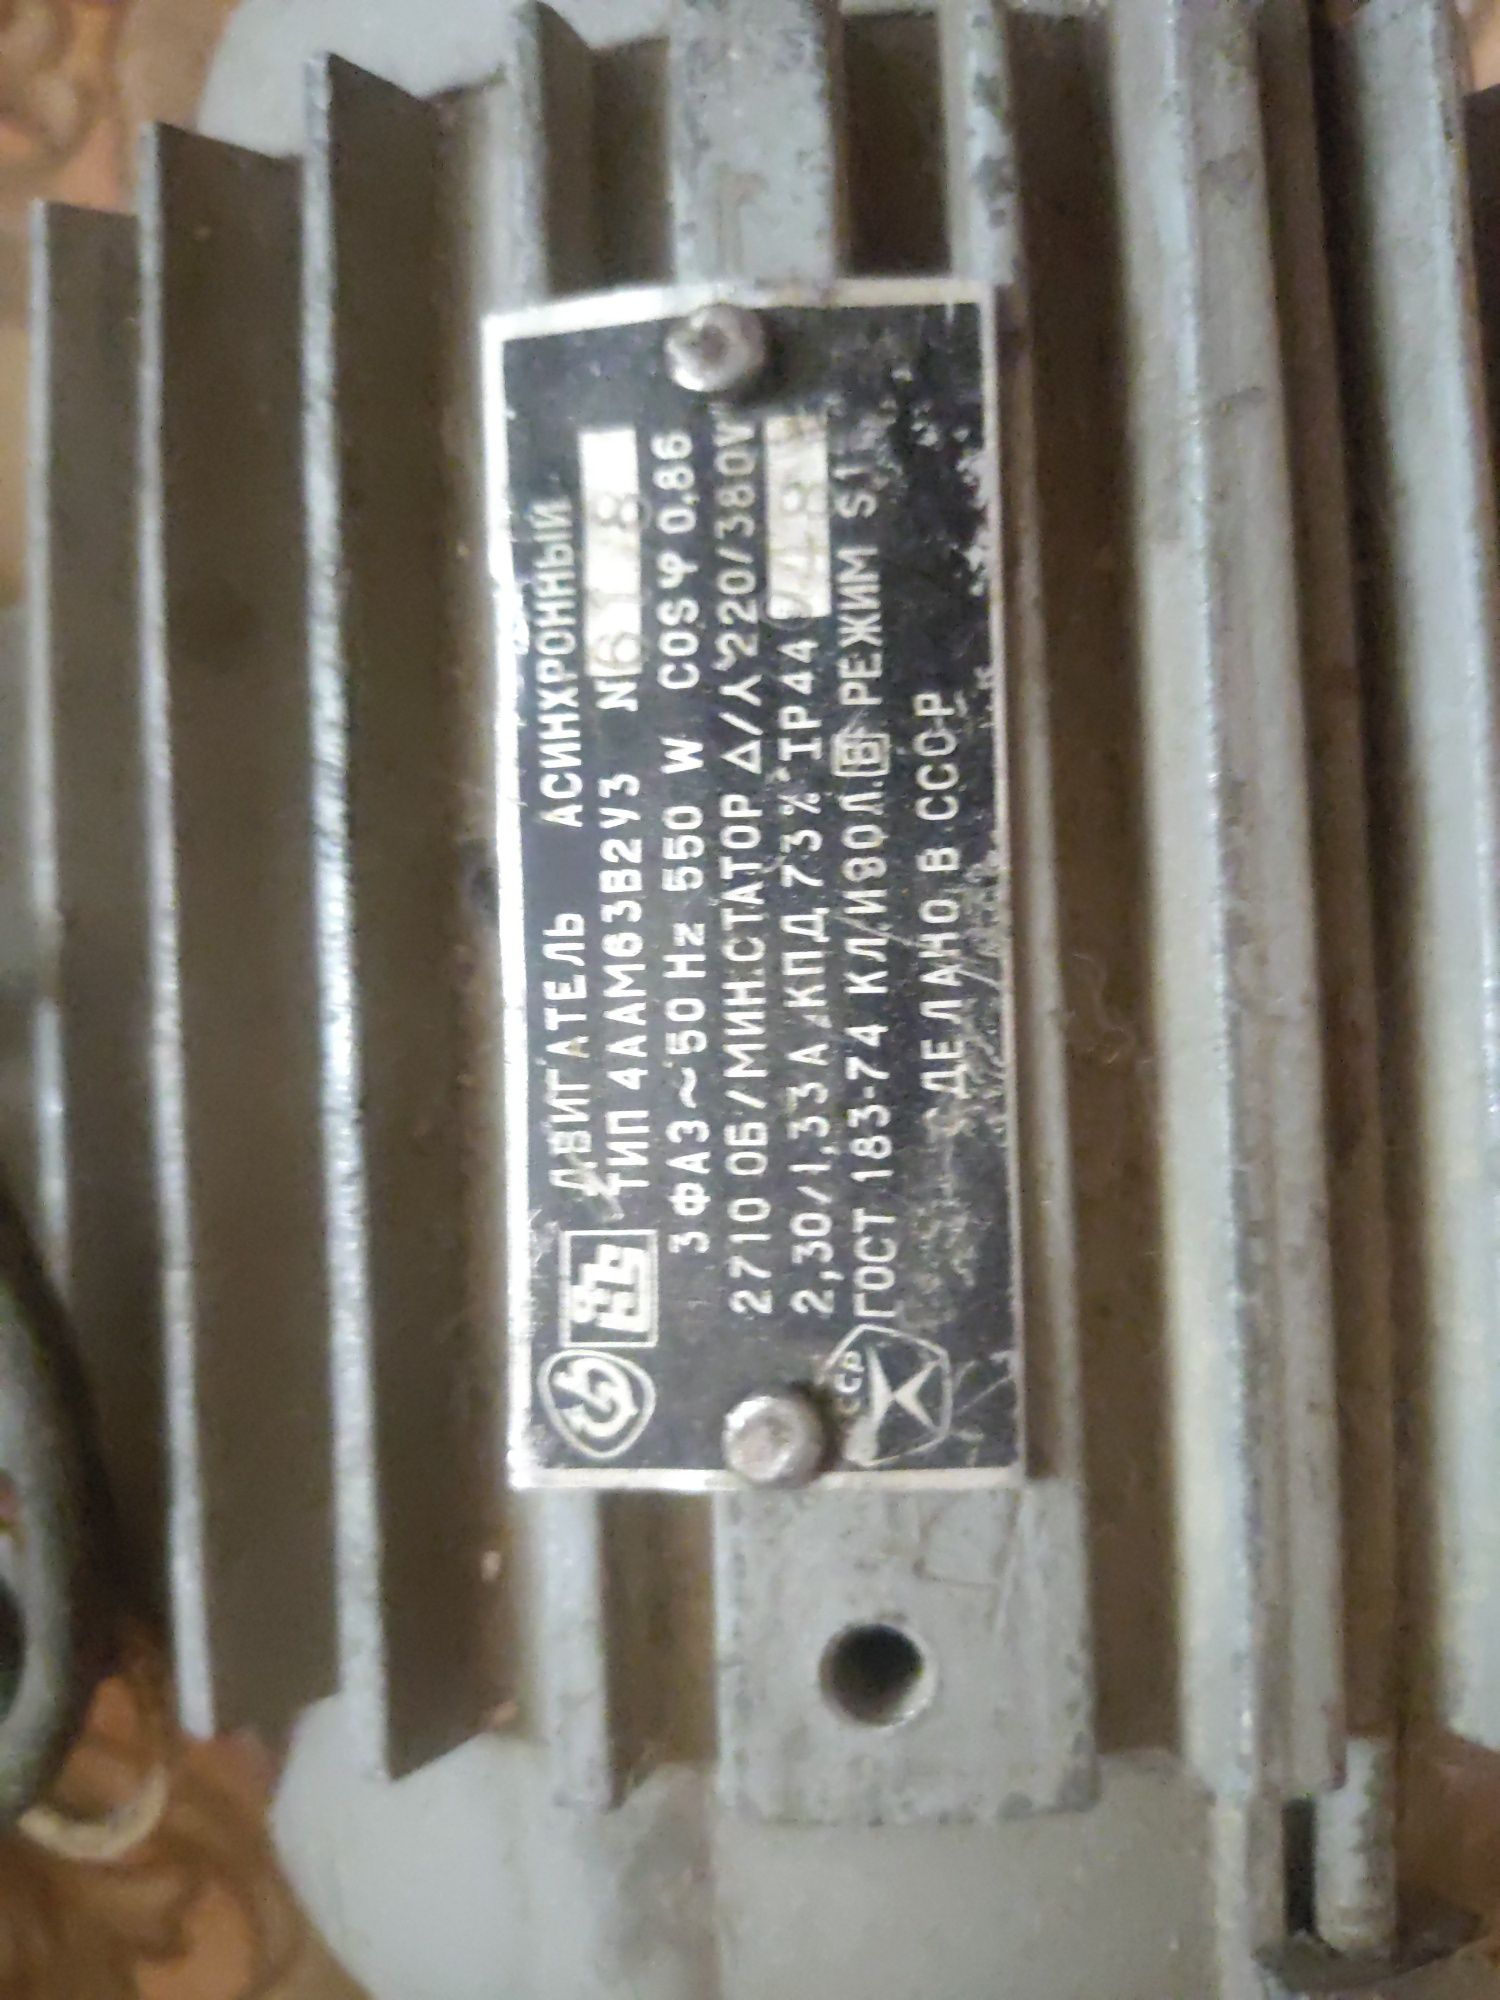 ДВИГАТЕЛЬ АСИНХРОННЫЙ
ТИП 4ААМ63В2У3 N
3 ФАЗ ~ 50 Hz 550 W COS φ 0,86
2710 ОБ/МИН СТАТОР Δ/Y 220/380V
2,30/1,33 А КПД 73% IP44
ГОСТ 183-74 КЛ/ИЗОЛ. В РЕЖИМ S1
СДЕЛАНО В СССР
СССР